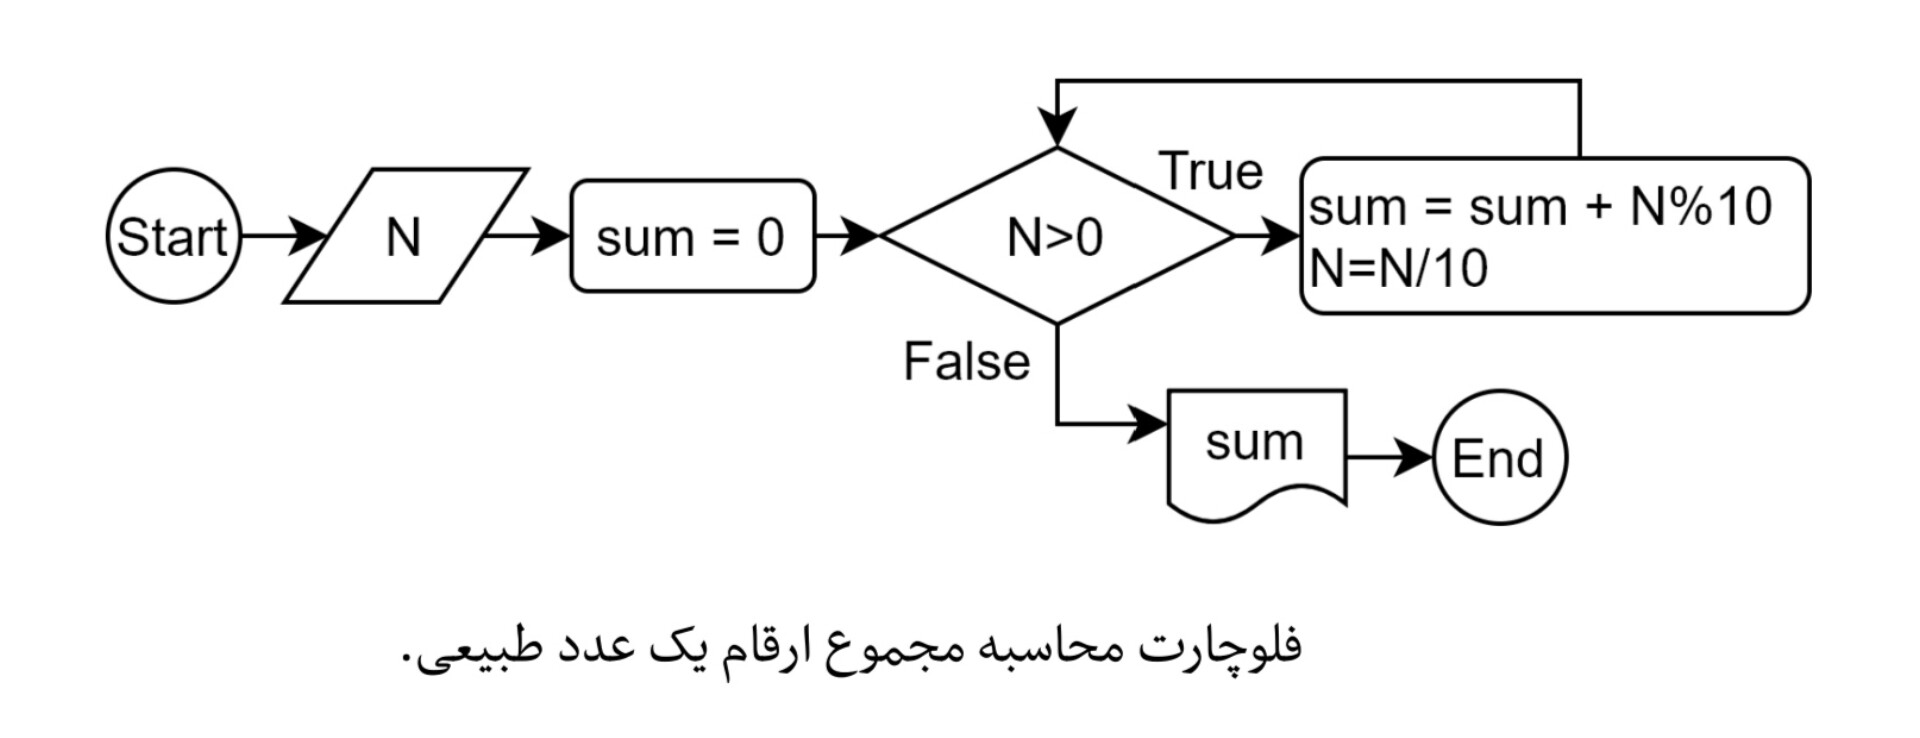 Start
N
sum = 0
N>0
True
sum = sum + N%10
N=N/10
False
sum
End
فلوچارت محاسبه مجموع ارقام یک عدد طبیعی.